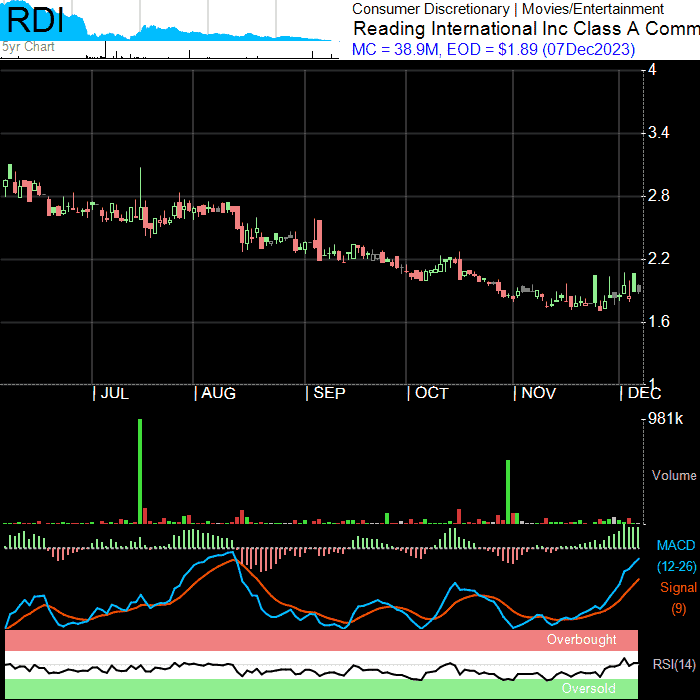 RDI
5yr Chart
Consumer Discretionary | Movies/Entertainment
Reading International Inc Class A Comm
MC = 38.9M, EOD = $1.89 (07Dec2023)
4
3.4
2.8
2.2
1.6
1
| JUL | AUG | SEP | OCT | NOV | DEC
981k
Volume
MACD
(12-26)
Signal
(9)
Overbought
RSI(14)
Oversold